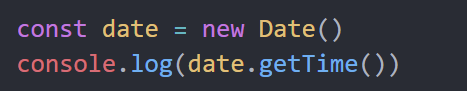 const date = new Date()
console.log(date.getTime())